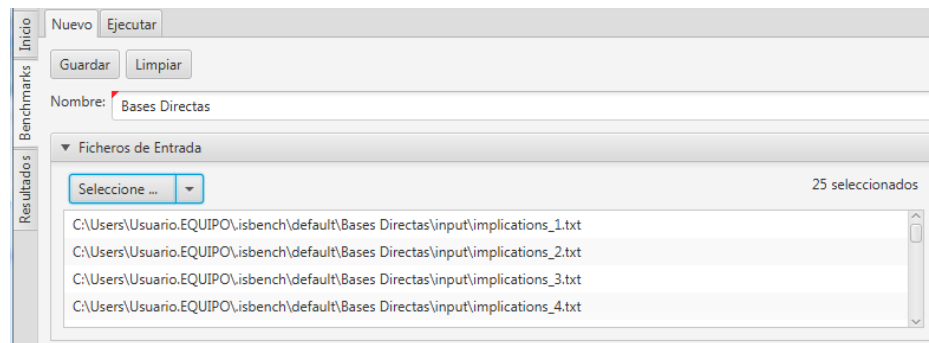 Inicio
Benchmarks
Resultados
Nuevo Ejecutar
Guardar Limpiar
Nombre: Bases Directas
Ficheros de Entrada
Seleccione ... 25 seleccionados
C:\Users\Usuario.EQUIPO\.isbench\default\Bases Directas\input\implications_1.txt
C:\Users\Usuario.EQUIPO\.isbench\default\Bases Directas\input\implications_2.txt
C:\Users\Usuario.EQUIPO\.isbench\default\Bases Directas\input\implications_3.txt
C:\Users\Usuario.EQUIPO\.isbench\default\Bases Directas\input\implications_4.txt